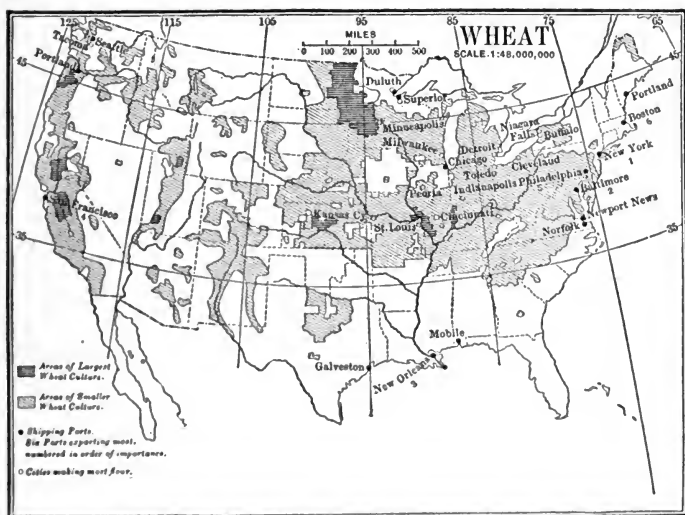 125
115
105
95
85
75
65
MILES
0 100 200 300 400 500
WHEAT
SCALE 1:48,000,000
Tacoma
Seattle
Portland
45
45
Duluth
Superior
Minneapolis
Milwaukee
Chicago
Detroit
Toledo
Niagara
Falls
Buffalo
Cleveland
Portland
Boston
6
New York
1
Peoria
Indianapolis
Philadelphia
Baltimore
2
San Francisco
4
Kansas C.
St. Louis
Cincinnati
Newport News
Norfolk
35
35
Mobile
Galveston
New Orleans
3
Areas of Largest
Wheat Culture.
Areas of Smaller
Wheat Culture.
Shipping Ports.
Six Ports exporting most,
numbered in order of importance.
Cities making most flour.